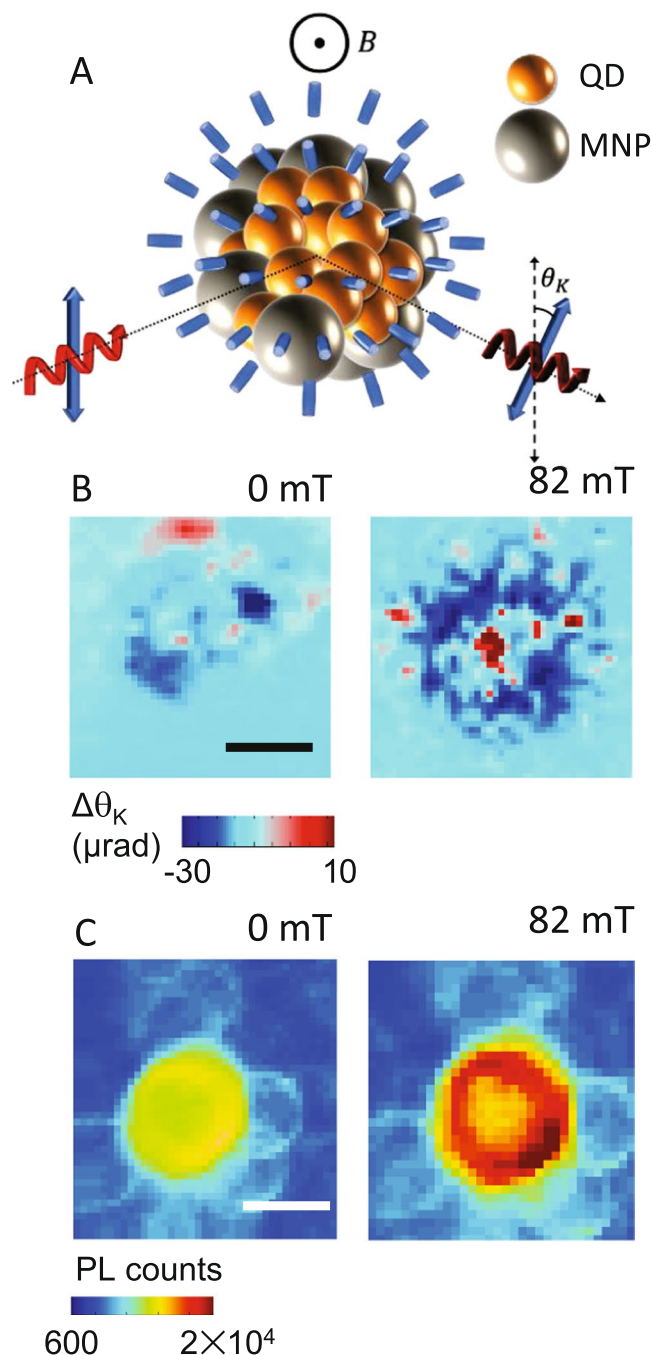 A
B
QD
MNP
θK
B
0 mT
82 mT
ΔθK
(μrad)
-30
10
C
0 mT
82 mT
PL counts
600
2×10⁴